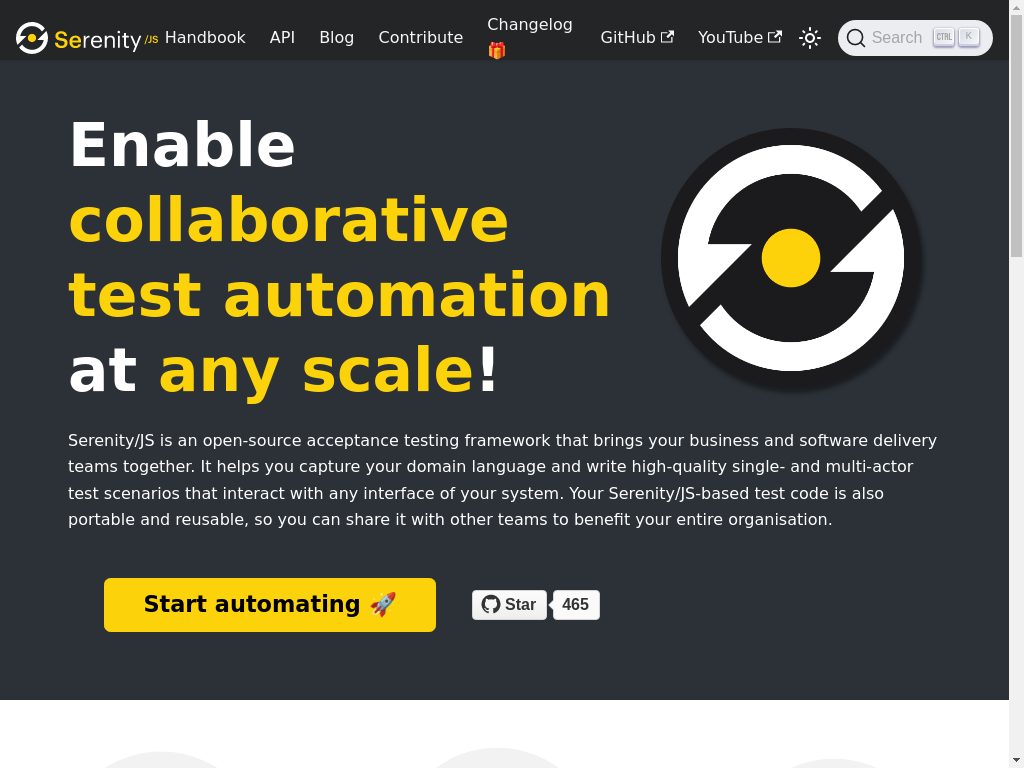 Serenity/JS
Handbook
API
Blog
Contribute
Changelog 🎁
GitHub
YouTube
Search
CTRL
K
Enable
collaborative
test automation
at any scale!
Serenity/JS is an open-source acceptance testing framework that brings your business and software delivery
teams together. It helps you capture your domain language and write high-quality single- and multi-actor
test scenarios that interact with any interface of your system. Your Serenity/JS-based test code is also
portable and reusable, so you can share it with other teams to benefit your entire organisation.
Start automating 🚀
Star
465